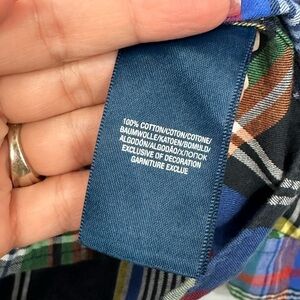 100% COTTON/COTON/COTONE/
BAUMWOLLE/KATOEN/BOMULD/
ALGODÓN/ALGODÃO/ХЛОПОК
EXCLUSIVE OF DECORATION
GARNITURE EXCLUE